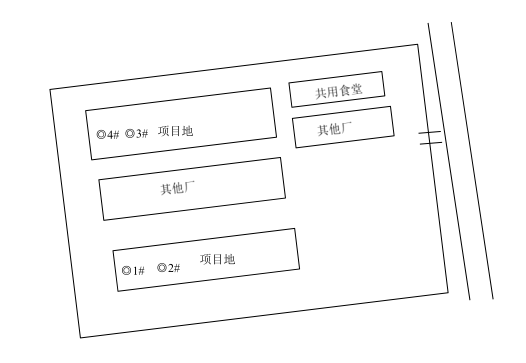 共用食堂
◎4# ◎3# 项目地
其他厂
其他厂
◎1# ◎2# 项目地